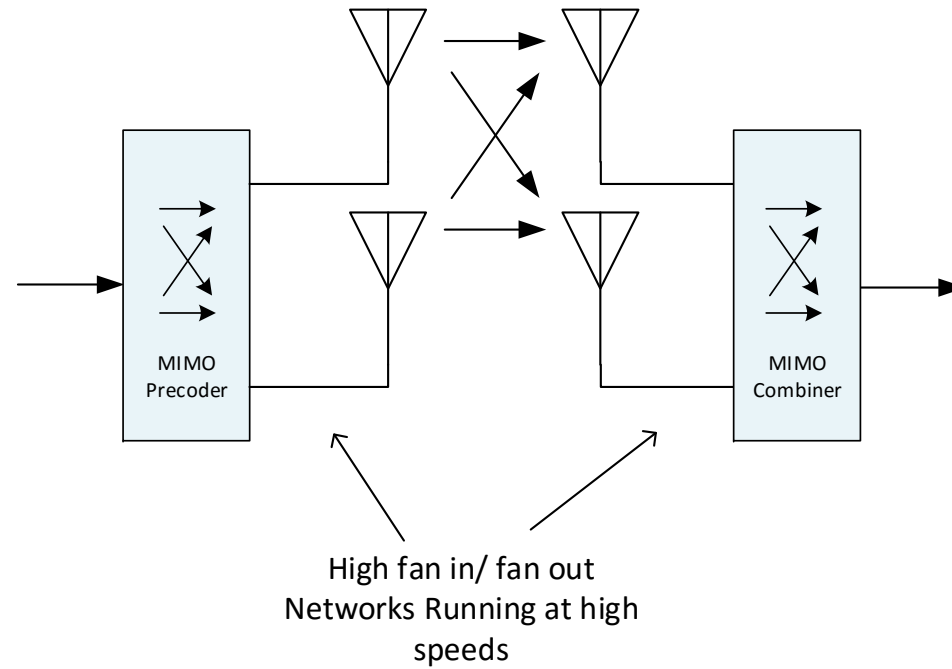 MIMO
Precoder
MIMO
Combiner
High fan in/ fan out
Networks Running at high
speeds